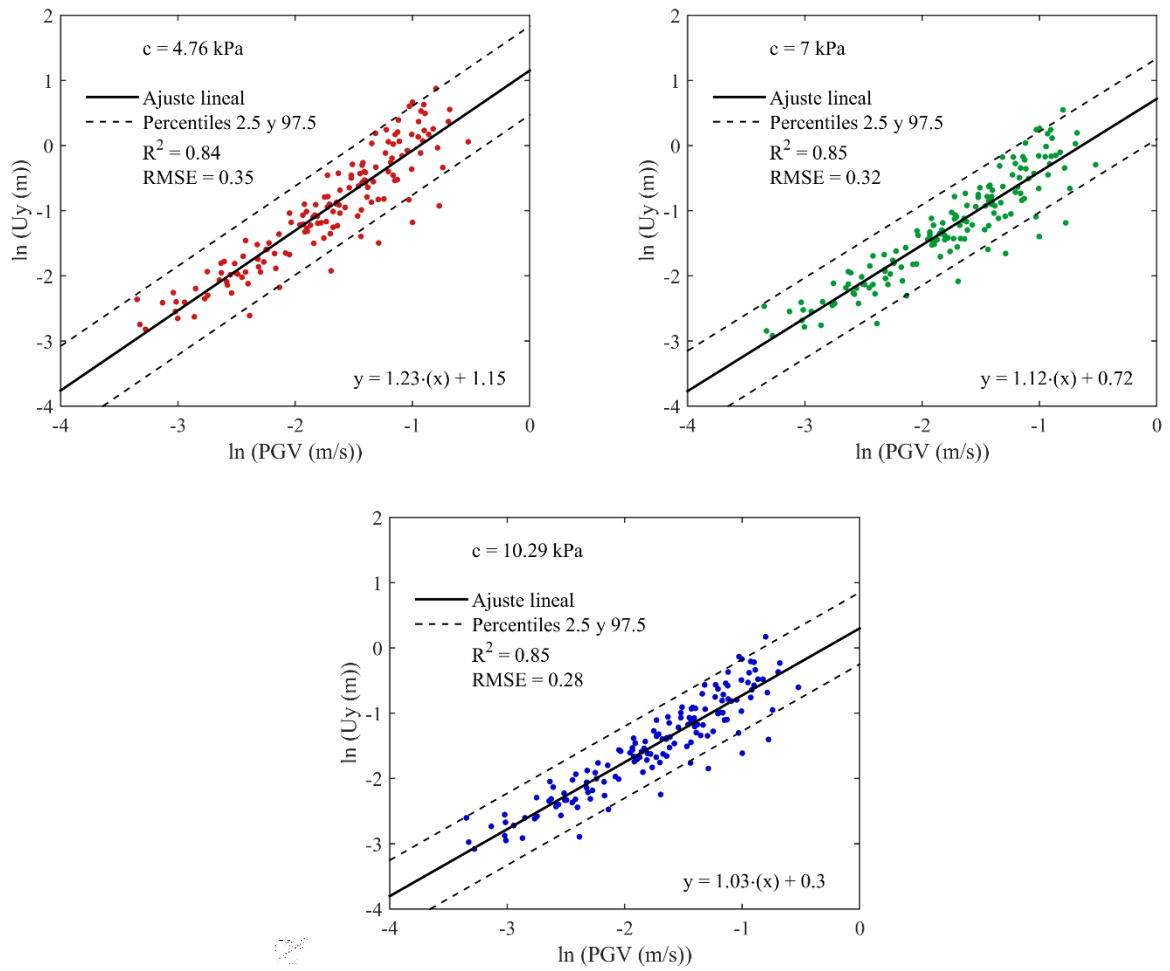 c = 4.76 kPa
Ajuste lineal
Percentiles 2.5 y 97.5
R² = 0.84
RMSE = 0.35
y = 1.23·(x) + 1.15
2
1
0
-1
-2
-3
-4
ln (Uy (m))
-4 -3 -2 -1 0
ln (PGV (m/s))
c = 7 kPa
Ajuste lineal
Percentiles 2.5 y 97.5
R² = 0.85
RMSE = 0.32
y = 1.12·(x) + 0.72
2
1
0
-1
-2
-3
-4
ln (Uy (m))
-4 -3 -2 -1 0
ln (PGV (m/s))
c = 10.29 kPa
Ajuste lineal
Percentiles 2.5 y 97.5
R² = 0.85
RMSE = 0.28
y = 1.03·(x) + 0.3
2
1
0
-1
-2
-3
-4
ln (Uy (m))
-4 -3 -2 -1 0
ln (PGV (m/s))